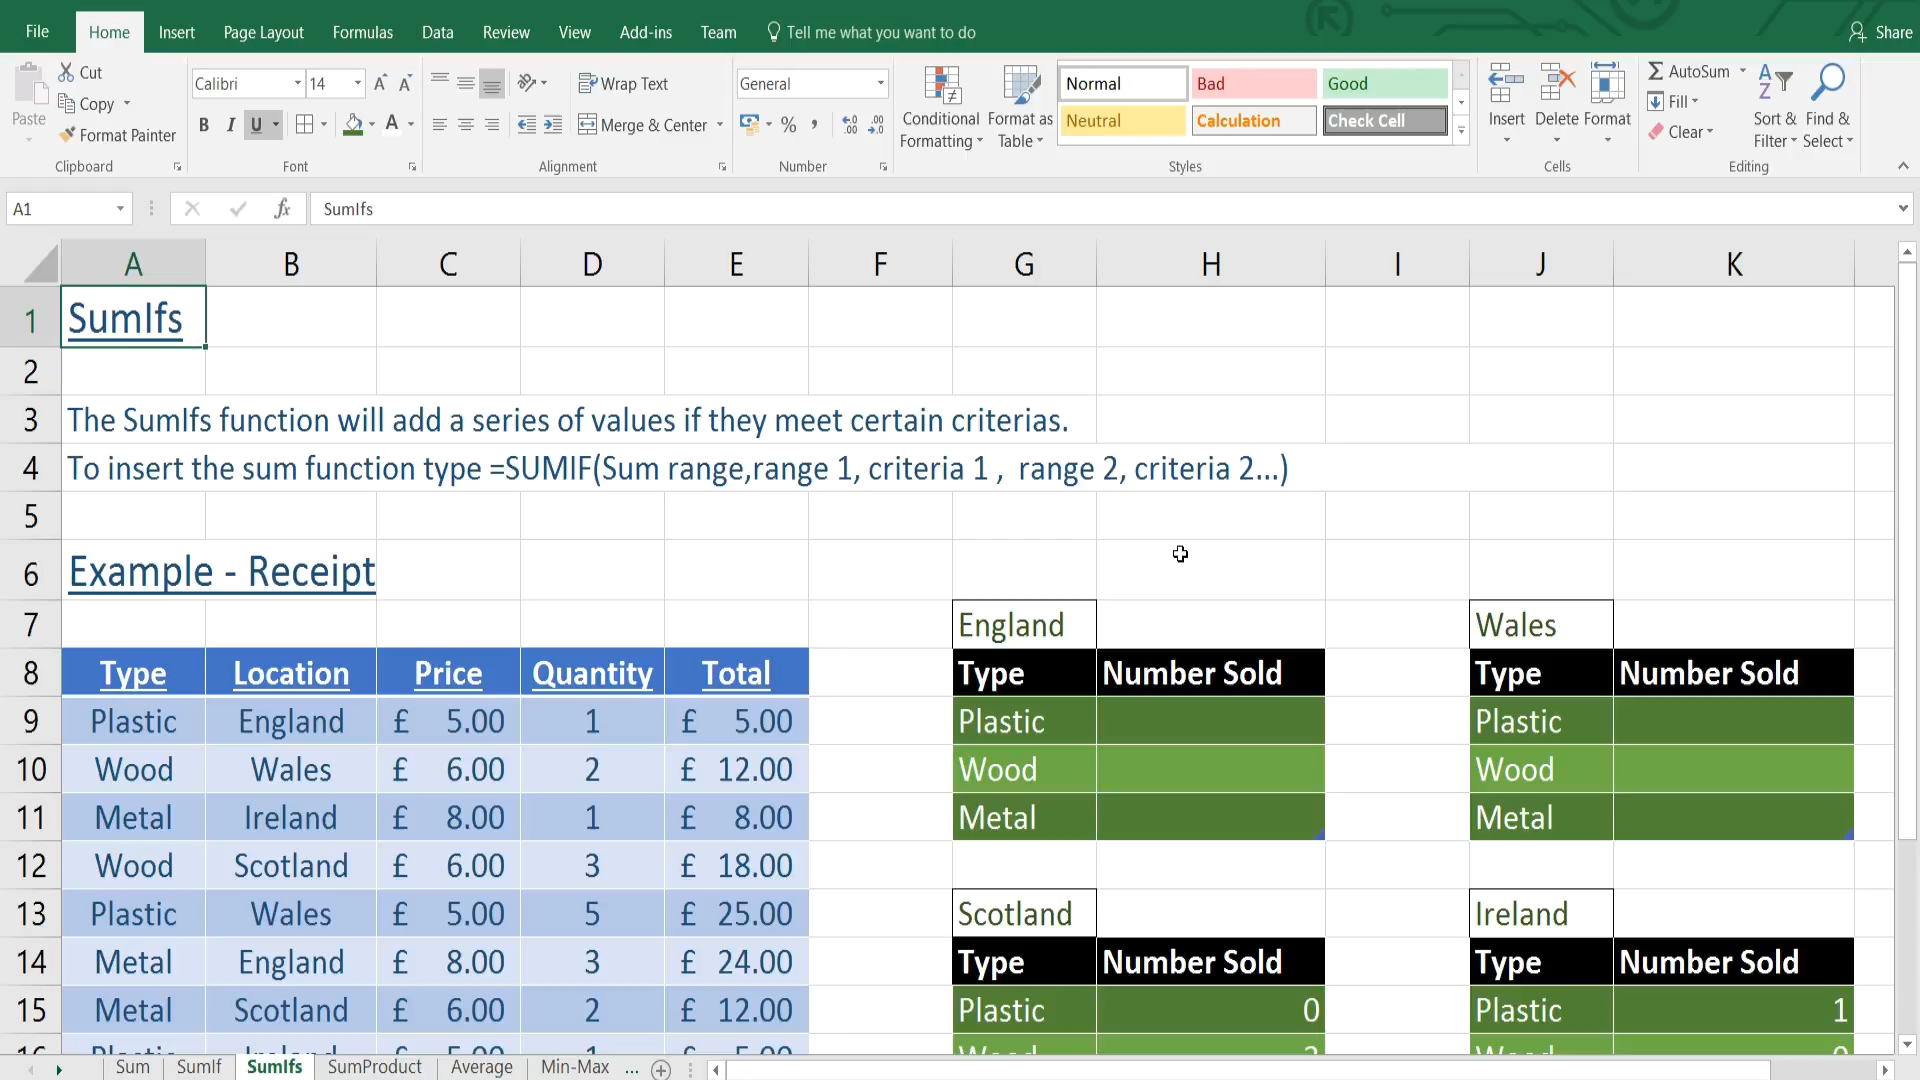 File Home Insert Page Layout Formulas Data Review View Add-ins Team Tell me what you want to do Share
Cut
Copy
Format Painter
Paste
Clipboard
Calibri 14
B I U
Font
Wrap Text
Merge & Center
Alignment
General
%
Number
Conditional Formatting
Format as Table
Normal Bad Good
Neutral Calculation Check Cell
Styles
Insert Delete Format
Cells
AutoSum
Fill
Clear
Sort & Filter
Find & Select
Editing
A1 fx SumIfs
A B C D E F G H I J K
1 SumIfs
2
3 The SumIfs function will add a series of values if they meet certain criterias.
4 To insert the sum function type =SUMIF(Sum range,range 1, criteria 1 , range 2, criteria 2...)
5
6 Example - Receipt
7 England Wales
8 Type Location Price Quantity Total Type Number Sold Type Number Sold
9 Plastic England £ 5.00 1 £ 5.00 Plastic Plastic
10 Wood Wales £ 6.00 2 £ 12.00 Wood Wood
11 Metal Ireland £ 8.00 1 £ 8.00 Metal Metal
12 Wood Scotland £ 6.00 3 £ 18.00
13 Plastic Wales £ 5.00 5 £ 25.00 Scotland Ireland
14 Metal England £ 8.00 3 £ 24.00 Type Number Sold Type Number Sold
15 Metal Scotland £ 6.00 2 £ 12.00 Plastic 0 Plastic 1
Sum SumIf SumIfs SumProduct Average Min-Max ...